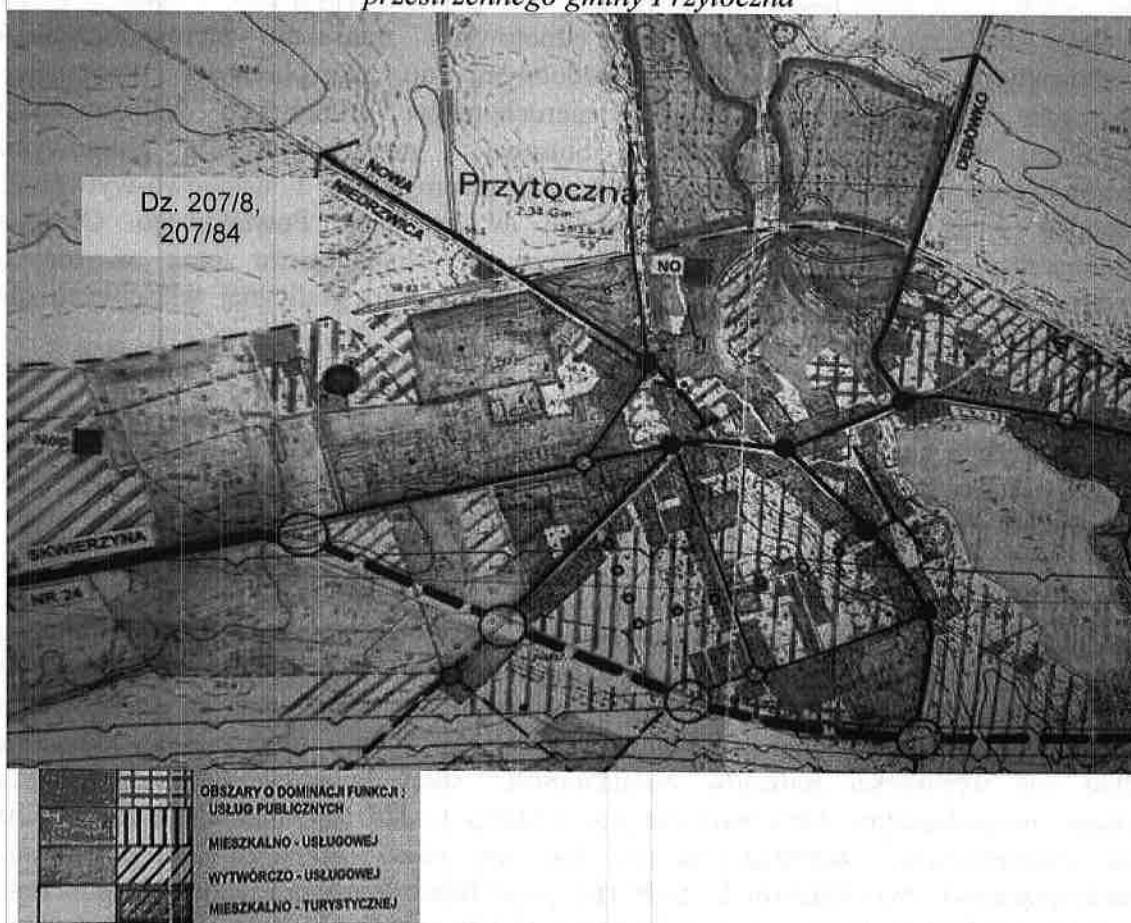 przestrzennego gminy Przytoczna
Dz. 207/8,
207/84
NOWA
NIEDRZWICA
Przytoczna
DĘBÓWKO
NO
SKWIERZYNA
NR 24
OBSZARY O DOMINACJI FUNKCJI :
USŁUG PUBLICZNYCH
MIESZKALNO - USŁUGOWEJ
WYTWÓRCZO - USŁUGOWEJ
MIESZKALNO - TURYSTYCZNEJ